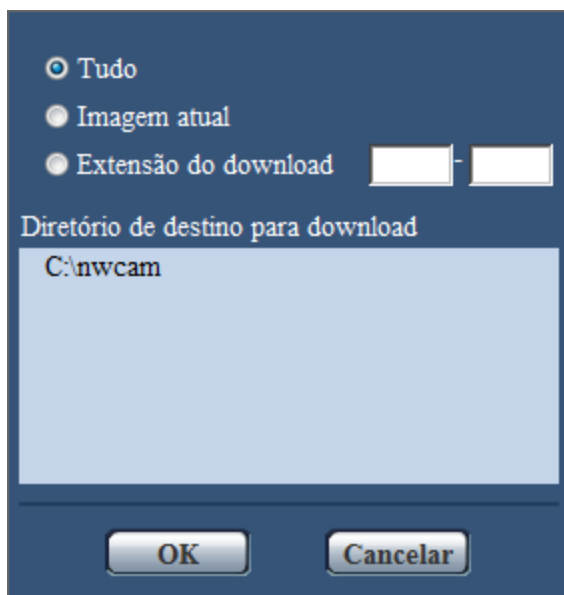 Tudo
Imagem atual
Extensão do download -
Diretório de destino para download
C:\nwcam
OK Cancelar